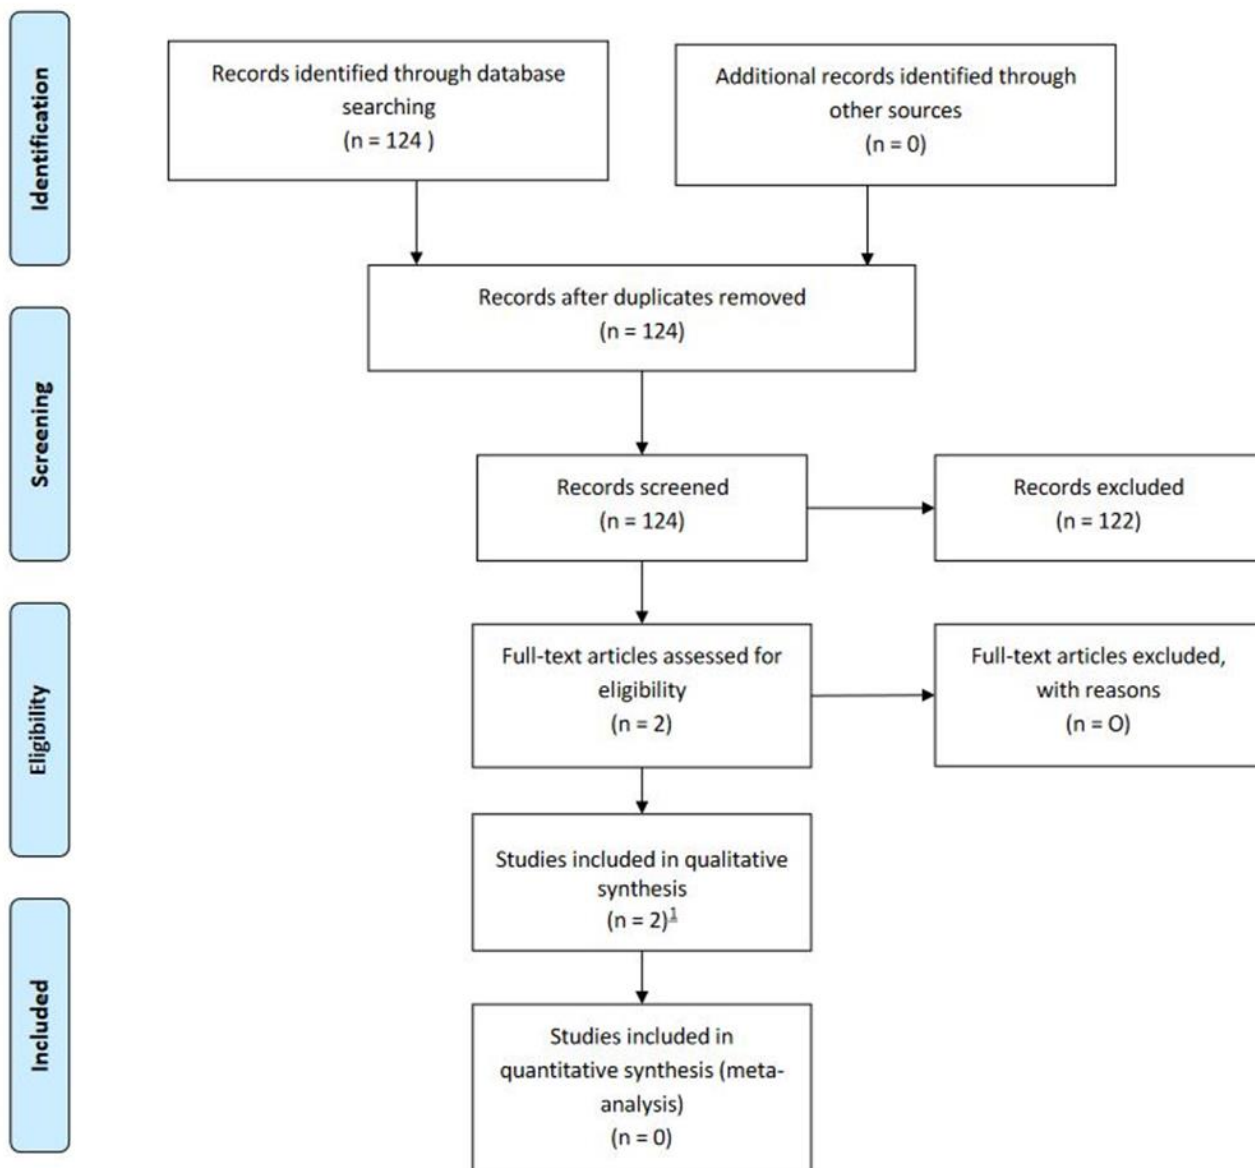 Identification
Records identified through database
searching
(n = 124 )
Additional records identified through
other sources
(n = 0)
Records after duplicates removed
(n = 124)
Screening
Records screened
(n = 124)
Records excluded
(n = 122)
Eligibility
Full-text articles assessed for
eligibility
(n = 2)
Full-text articles excluded,
with reasons
(n = O)
Studies included in qualitative
synthesis
(n = 2)1
Included
Studies included in
quantitative synthesis (meta-
analysis)
(n = 0)